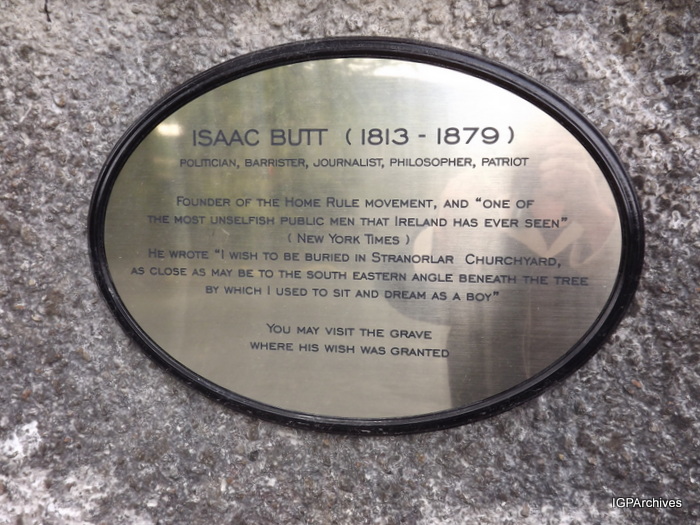 ISAAC BUTT (1813 - 1879)
POLITICIAN, BARRISTER, JOURNALIST, PHILOSOPHER, PATRIOT
FOUNDER OF THE HOME RULE MOVEMENT, AND "ONE OF
THE MOST UNSELFISH PUBLIC MEN THAT IRELAND HAS EVER SEEN"
( NEW YORK TIMES )
HE WROTE "I WISH TO BE BURIED IN STRANORLAR CHURCHYARD,
AS CLOSE AS MAY BE TO THE SOUTH EASTERN ANGLE BENEATH THE TREE
BY WHICH I USED TO SIT AND DREAM AS A BOY"
YOU MAY VISIT THE GRAVE
WHERE HIS WISH WAS GRANTED
IGPArchives